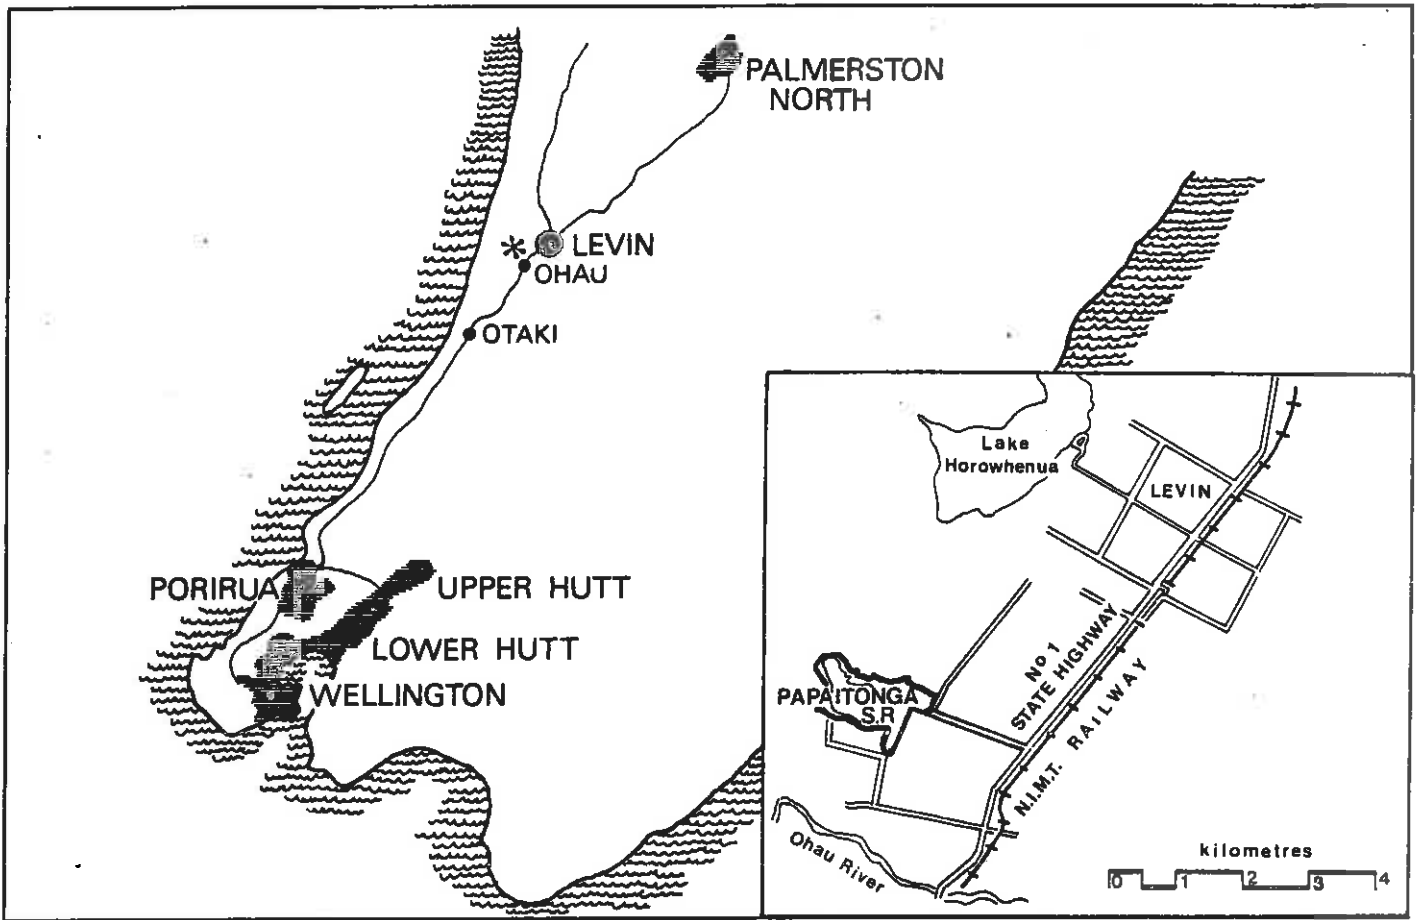 PALMERSTON
NORTH
* LEVIN
OHAU
OTAKI
PORIRUA
UPPER HUTT
LOWER HUTT
WELLINGTON
Lake
Horowhenua
LEVIN
No 1
STATE HIGHWAY
N.I.M.T. RAILWAY
PAPAITONGA
S.R
Ohau River
kilometres
0 1 2 3 4